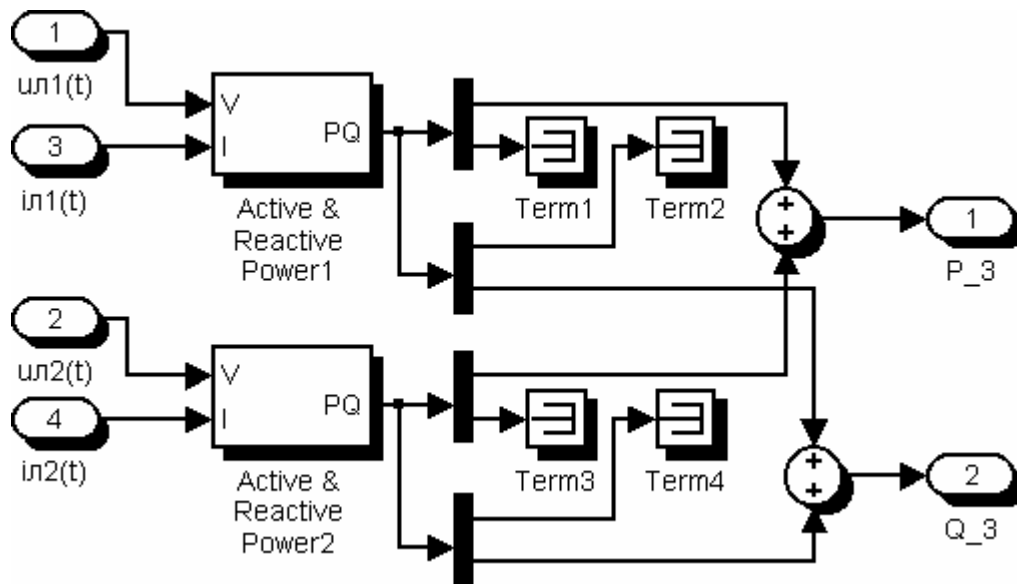 1
uл1(t)
3
iл1(t)
V
I
PQ
Active &
Reactive
Power1
Term1
Term2
+
+
1
P_3
2
uл2(t)
4
iл2(t)
V
I
PQ
Active &
Reactive
Power2
Term3
Term4
+
+
2
Q_3